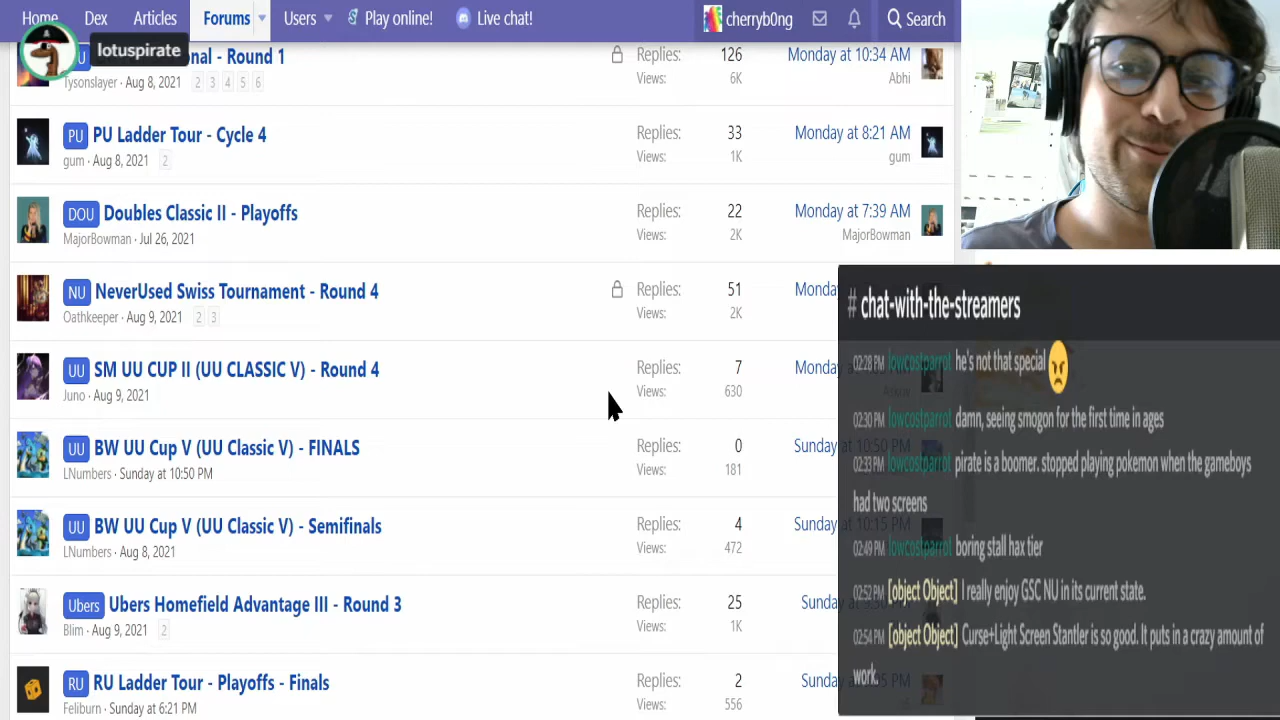 Home Dex Articles Forums Users Play online! Live chat! cherryb0ng Search
lotuspirate
nal - Round 1 Replies: 126 Monday at 10:34 AM
Tysonslayer · Aug 8, 2021 2 3 4 5 6 Views: 6K Abhi
PU PU Ladder Tour - Cycle 4 Replies: 33 Monday at 8:21 AM
gum · Aug 8, 2021 2 Views: 1K gum
DOU Doubles Classic II - Playoffs Replies: 22 Monday at 7:39 AM
MajorBowman · Jul 26, 2021 Views: 2K MajorBowman
NU NeverUsed Swiss Tournament - Round 4 Replies: 51
Oathkeeper · Aug 9, 2021 2 3 Views: 2K
UU SM UU CUP II (UU CLASSIC V) - Round 4 Replies: 7
Juno · Aug 9, 2021 Views: 630
UU BW UU Cup V (UU Classic V) - FINALS Replies: 0 Sunday at 10:50 PM
LNumbers · Sunday at 10:50 PM Views: 181
UU BW UU Cup V (UU Classic V) - Semifinals Replies: 4 Sunday at 10:15 PM
LNumbers · Aug 8, 2021 Views: 472
Ubers Ubers Homefield Advantage III - Round 3 Replies: 25 Sunday
Blim · Aug 9, 2021 2 Views: 1K
RU RU Ladder Tour - Playoffs - Finals Replies: 2 Sunday
Feliburn · Sunday at 6:21 PM Views: 556
# chat-with-the-streamers
02:28 PM lowcostparrot he's not that special
02:30 PM lowcostparrot damn, seeing smogon for the first time in ages
02:33 PM lowcostparrot pirate is a boomer. stopped playing pokemon when the gameboys
had two screens
02:49 PM lowcostparrot boring stall hax tier
02:52 PM [object Object] I really enjoy GSC NU in its current state.
02:54 PM [object Object] Curse+Light Screen Stantler is so good. It puts in a crazy amount of
work.